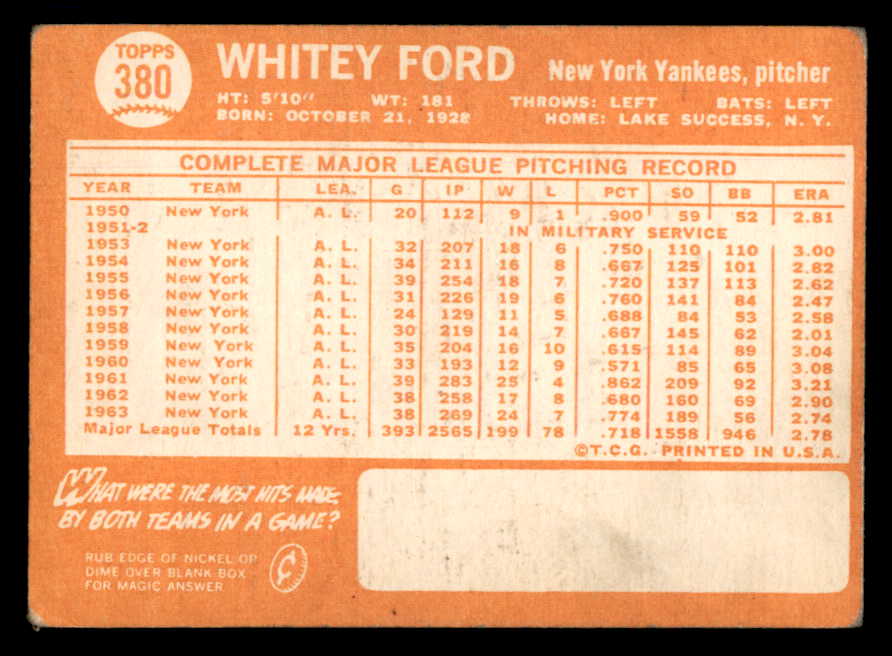 TOPPS
380
WHITEY FORD New York Yankees, pitcher
HT: 5'10" WT: 181 THROWS: LEFT BATS: LEFT
BORN: OCTOBER 21, 1928 HOME: LAKE SUCCESS, N. Y.
COMPLETE MAJOR LEAGUE PITCHING RECORD
YEAR TEAM LEA. G IP W L PCT SO BB ERA
1950 New York A. L. 20 112 9 1 .900 59 52 2.81
1951-2 IN MILITARY SERVICE
1953 New York A. L. 32 207 18 6 .750 110 110 3.00
1954 New York A. L. 34 211 16 8 .667 125 101 2.82
1955 New York A. L. 39 254 18 7 .720 137 113 2.62
1956 New York A. L. 31 226 19 6 .760 141 84 2.47
1957 New York A. L. 24 129 11 5 .688 84 53 2.58
1958 New York A. L. 30 219 14 7 .667 145 62 2.01
1959 New York A. L. 35 204 16 10 .615 114 89 3.04
1960 New York A. L. 33 193 12 9 .571 85 65 3.08
1961 New York A. L. 39 283 25 4 .862 209 92 3.21
1962 New York A. L. 38 258 17 8 .680 160 69 2.90
1963 New York A. L. 38 269 24 7 .774 189 56 2.74
Major League Totals 12 Yrs. 393 2565 199 78 .718 1558 946 2.78
©T.C.G. PRINTED IN U.S.A.
WHAT WERE THE MOST HITS MADE
BY BOTH TEAMS IN A GAME?
RUB EDGE OF NICKEL OR
DIME OVER BLANK BOX
FOR MAGIC ANSWER
¢